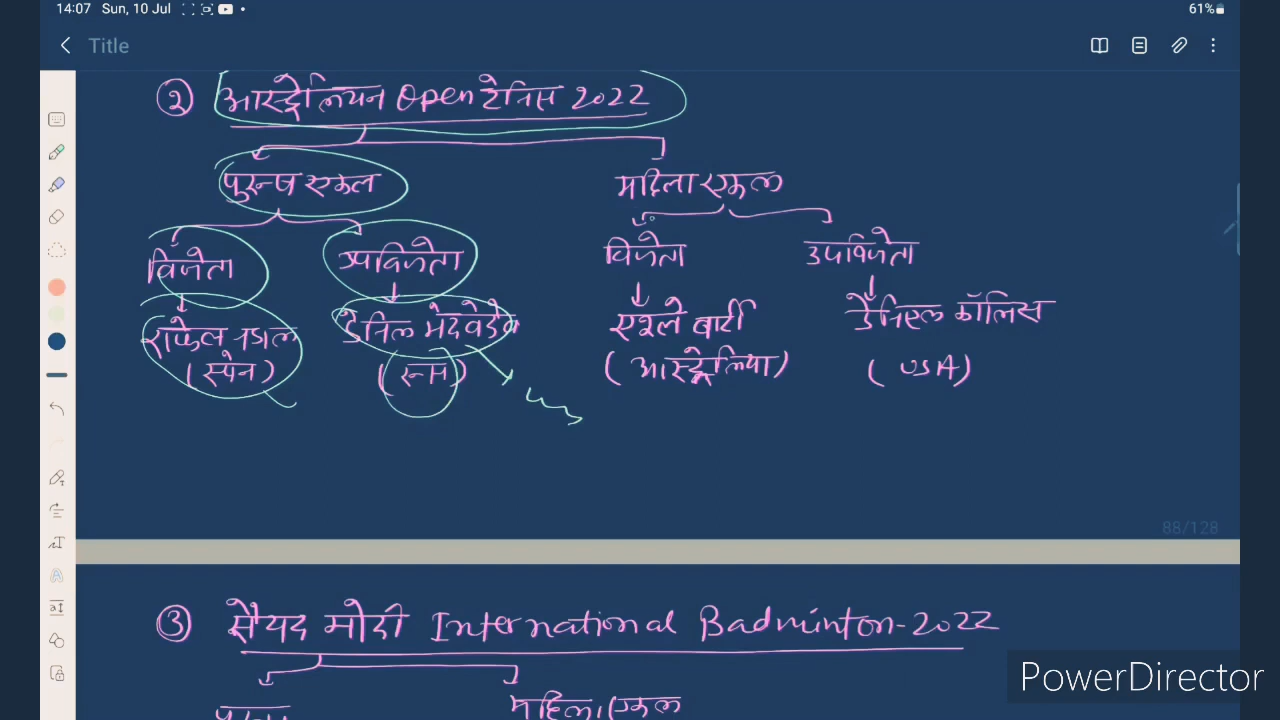 14:07 Sun, 10 Jul 61%
Title
② आस्ट्रेलियन Open टेनिस 2022
पुरुष एकल महिला एकल
विजेता उपविजेता विजेता उपविजेता
राफेल नडाल डेनिल मेदवेडेव एश्ले बार्टी डेनिएल कॉलिंस
(स्पेन) (रूस) (आस्ट्रेलिया) (USA)
88/128
③ सैयद मोदी International Badminton-2022
पुरुष महिला एकल
PowerDirector